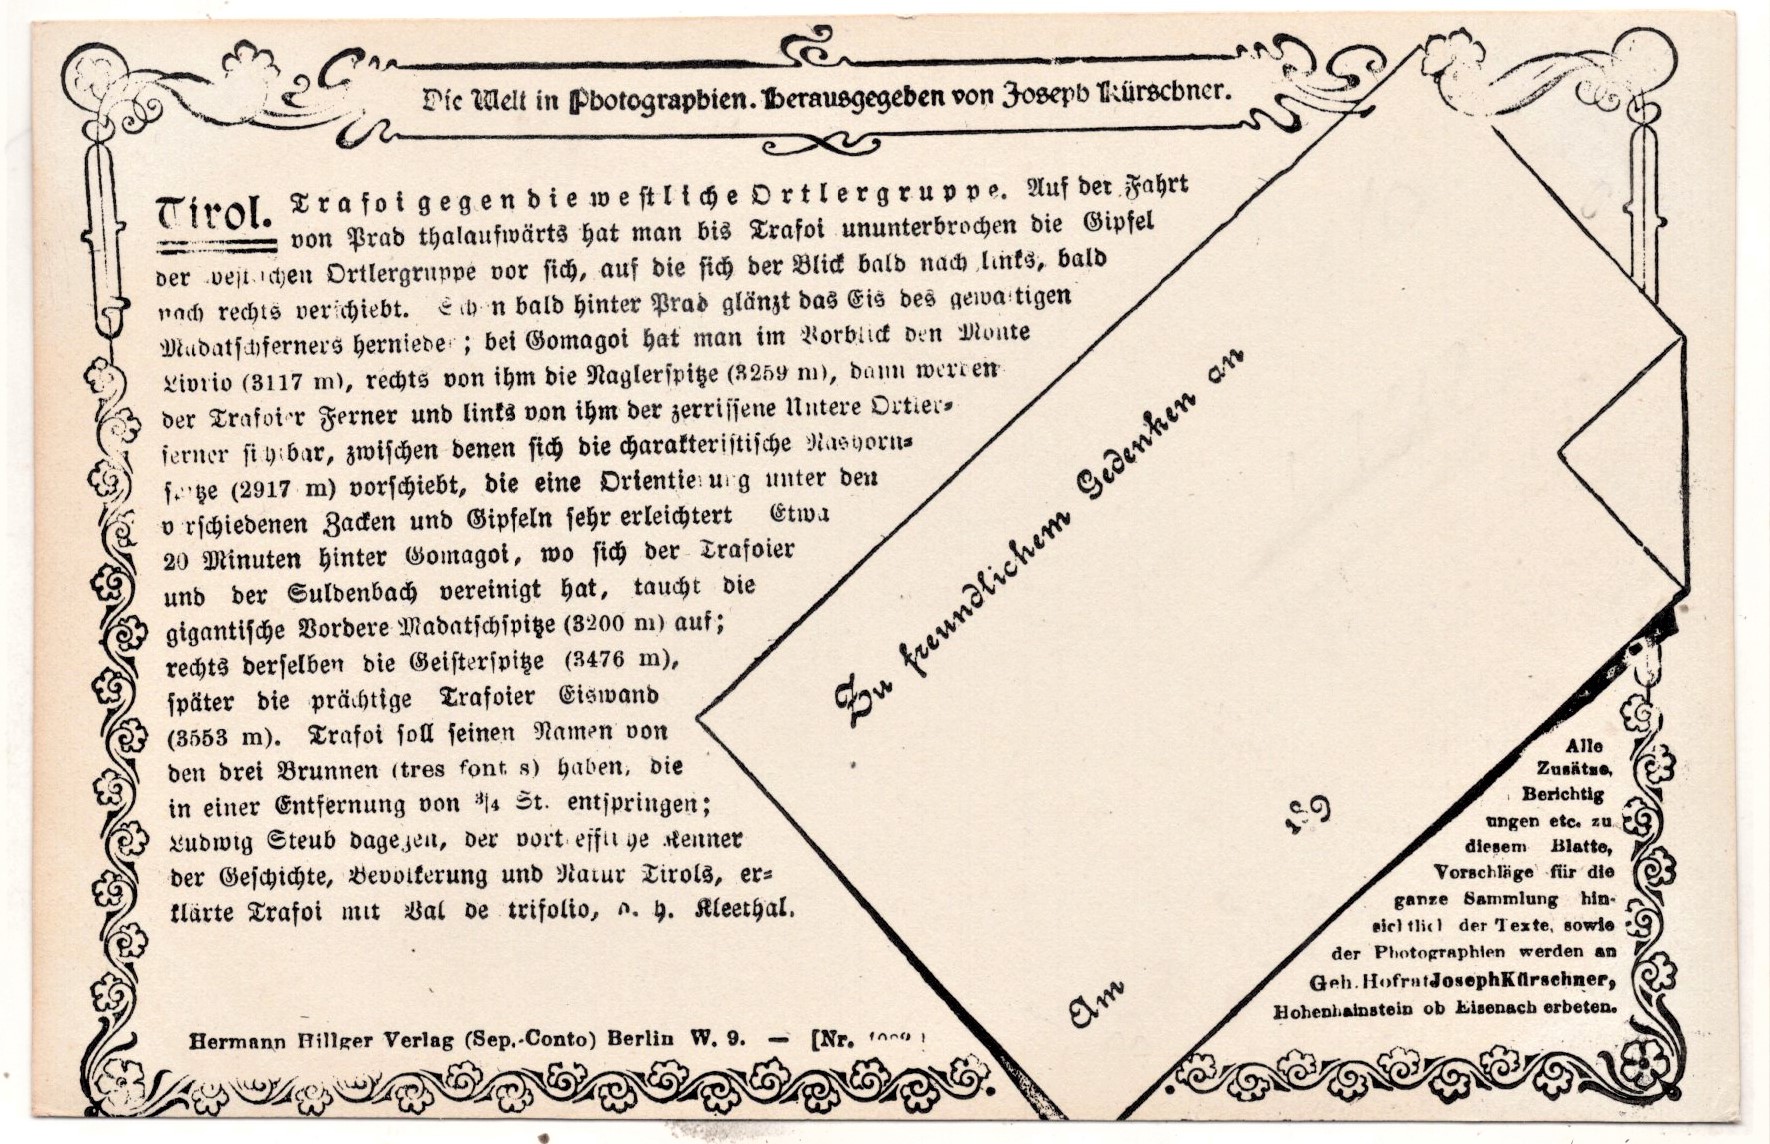 Die Welt in Photographien. Herausgegeben von Joseph Kürschner.
Tirol. Trafoi gegen die westliche Ortlergruppe. Auf der Fahrt
von Prad thalaufwärts hat man bis Trafoi ununterbrochen die Gipfel
der westlichen Ortlergruppe vor sich, auf die sich der Blick bald nach links, bald
nach rechts verschiebt. Schon bald hinter Prad glänzt das Eis des gewaltigen
Madatschferners hernieder; bei Gomagoi hat man im Vorblick den Monte
Livrio (3117 m), rechts von ihm die Naglerspitze (3259 m), dann werden
der Trafoier Ferner und links von ihm der zerrissene Untere Ortler-
ferner sichtbar, zwischen denen sich die charakteristische Nashorn-
spitze (2917 m) vorschiebt, die eine Orientierung unter den
verschiedenen Zacken und Gipfeln sehr erleichtert Etwa
20 Minuten hinter Gomagoi, wo sich der Trafoier
und der Suldenbach vereinigt hat, taucht die
gigantische Vordere Madatschspitze (3200 m) auf;
rechts derselben die Geisterspitze (3476 m),
später die prächtige Trafoier Eiswand
(3553 m). Trafoi soll seinen Namen von
den drei Brunnen (tres fontes) haben, die
in einer Entfernung von 3/4 St. entspringen;
Ludwig Steub dagegen, der vortreffliche Kenner
der Geschichte, Bevölkerung und Natur Tirols, er-
klärte Trafoi mit Val de trifolio, d. h. Kleethal.
Hermann Hillger Verlag (Sep.-Conto) Berlin W. 9. — [Nr.
Zu freundlichem Gedenken an
Am 189
Alle
Zusätze,
Berichtig
ungen etc. zu
diesem Blatte,
Vorschläge für die
ganze Sammlung hin-
sichtlich der Texte, sowie
der Photographien werden an
Geh. Hofrat Joseph Kürschner,
Hohenhainstein ob Eisenach erbeten.